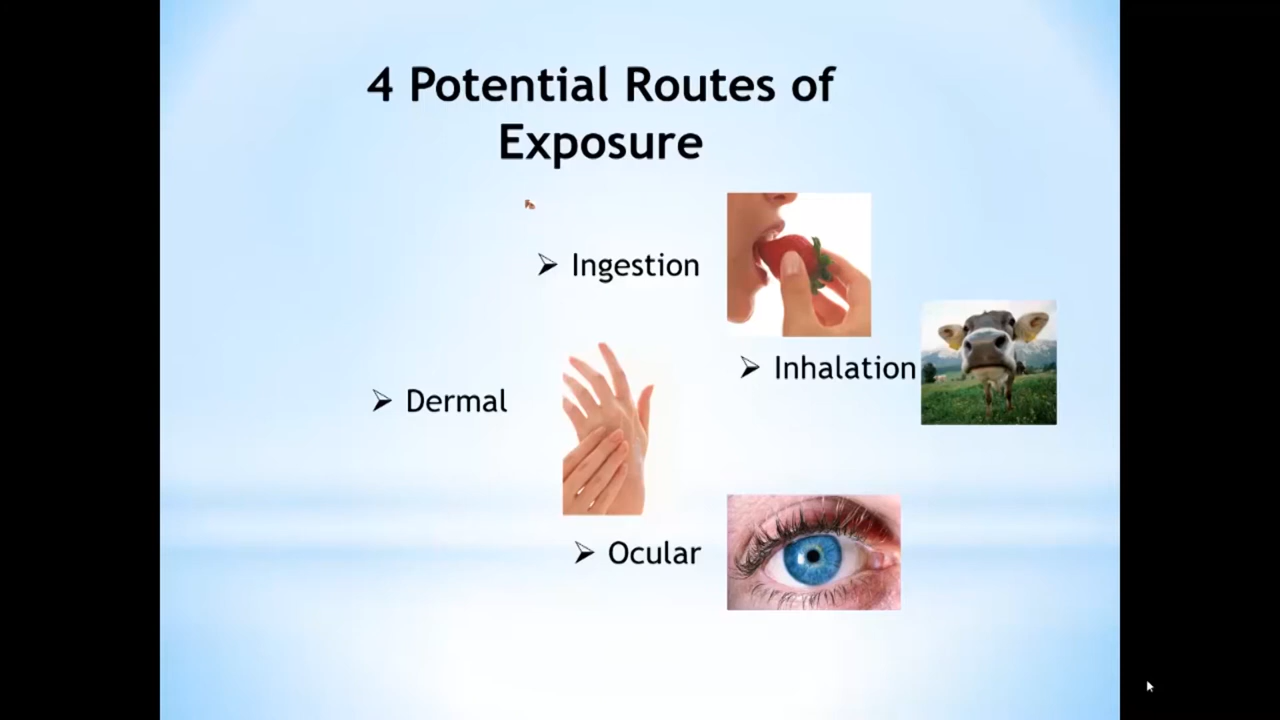 4 Potential Routes of
Exposure
➢ Ingestion
➢ Inhalation
➢ Dermal
➢ Ocular